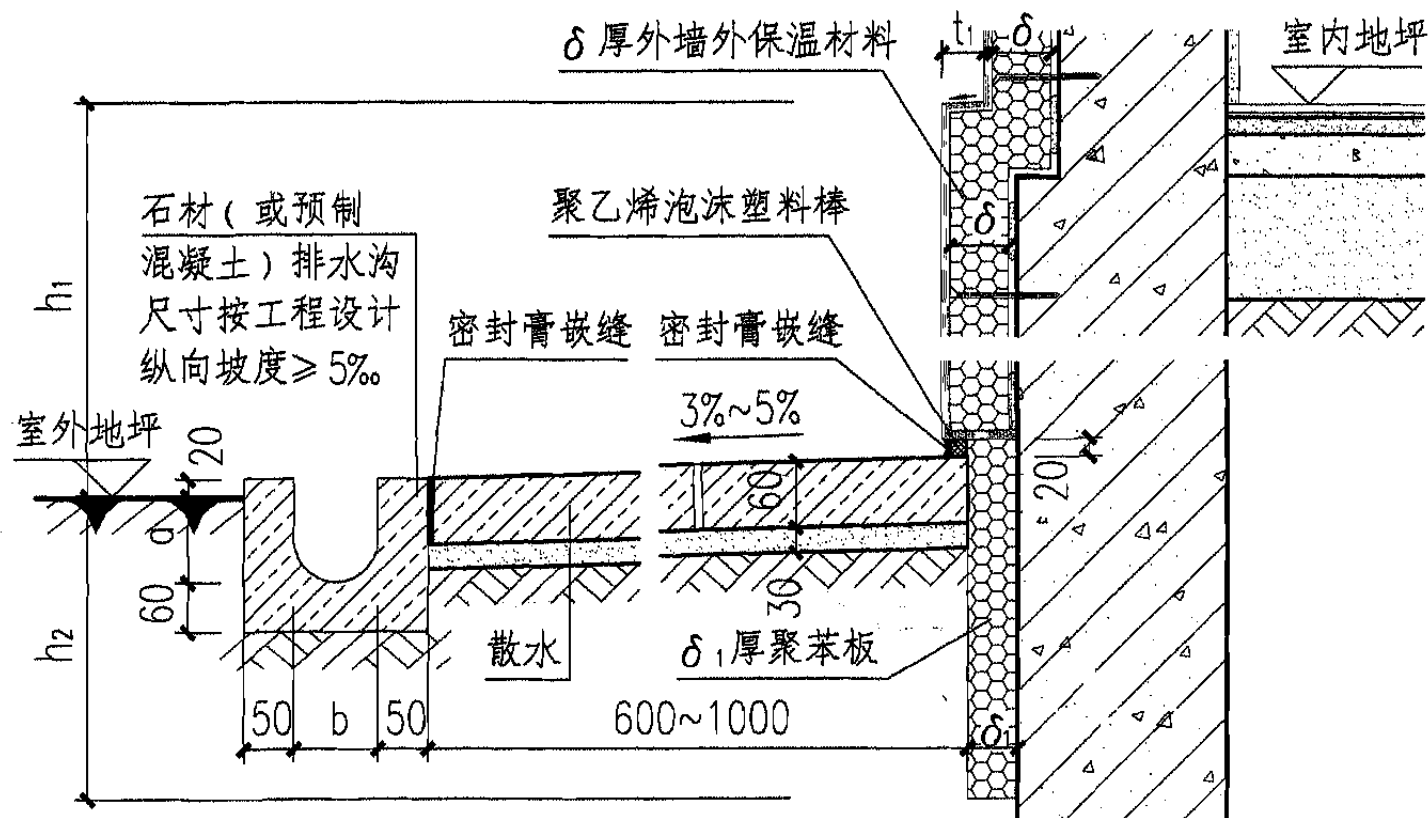 δ厚外墙外保温材料
t₁
δ
室内地坪
石材(或预制
混凝土)排水沟
尺寸按工程设计
纵向坡度≥5‰
聚乙烯泡沫塑料棒
δ
h₁
密封膏嵌缝
密封膏嵌缝
3%~5%
室外地坪
20
60
20
a
60
30
h₂
散水
δ₁厚聚苯板
50
b
50
600~1000
δ₁